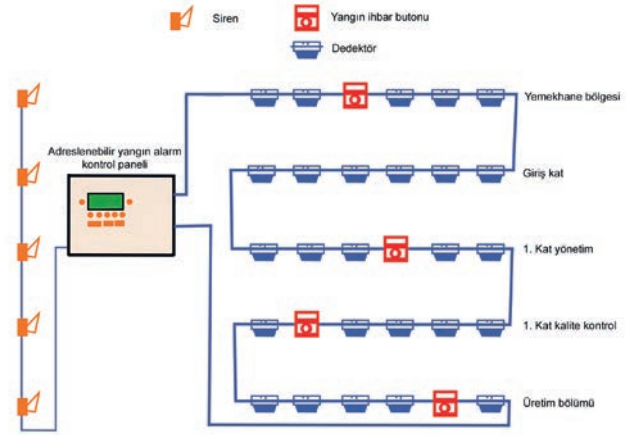 Siren
Yangın ihbar butonu
Dedektör
Yemekhane bölgesi
Adreslenebilir yangın alarm
kontrol paneli
Giriş kat
1. Kat yönetim
1. Kat kalite kontrol
Üretim bölümü